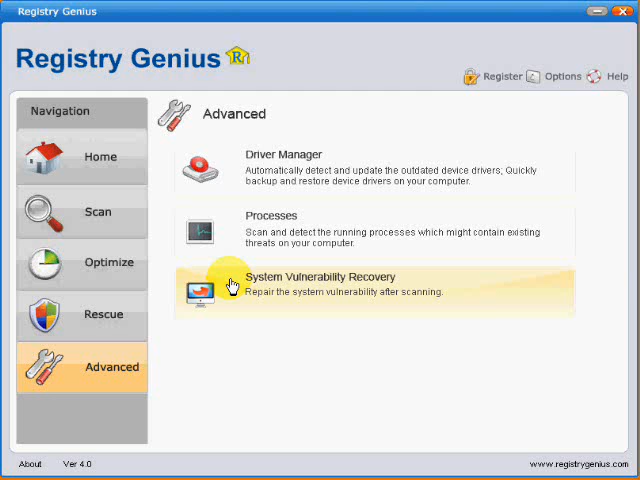 Registry Genius
Registry Genius
Register Options Help
Navigation
Home
Scan
Optimize
Rescue
Advanced
Advanced
Driver Manager
Automatically detect and update the outdated device drivers; Quickly
backup and restore device drivers on your computer.
Processes
Scan and detect the running processes which might contain existing
threats on your computer.
System Vulnerability Recovery
Repair the system vulnerability after scanning.
About Ver 4.0 www.registrygenius.com